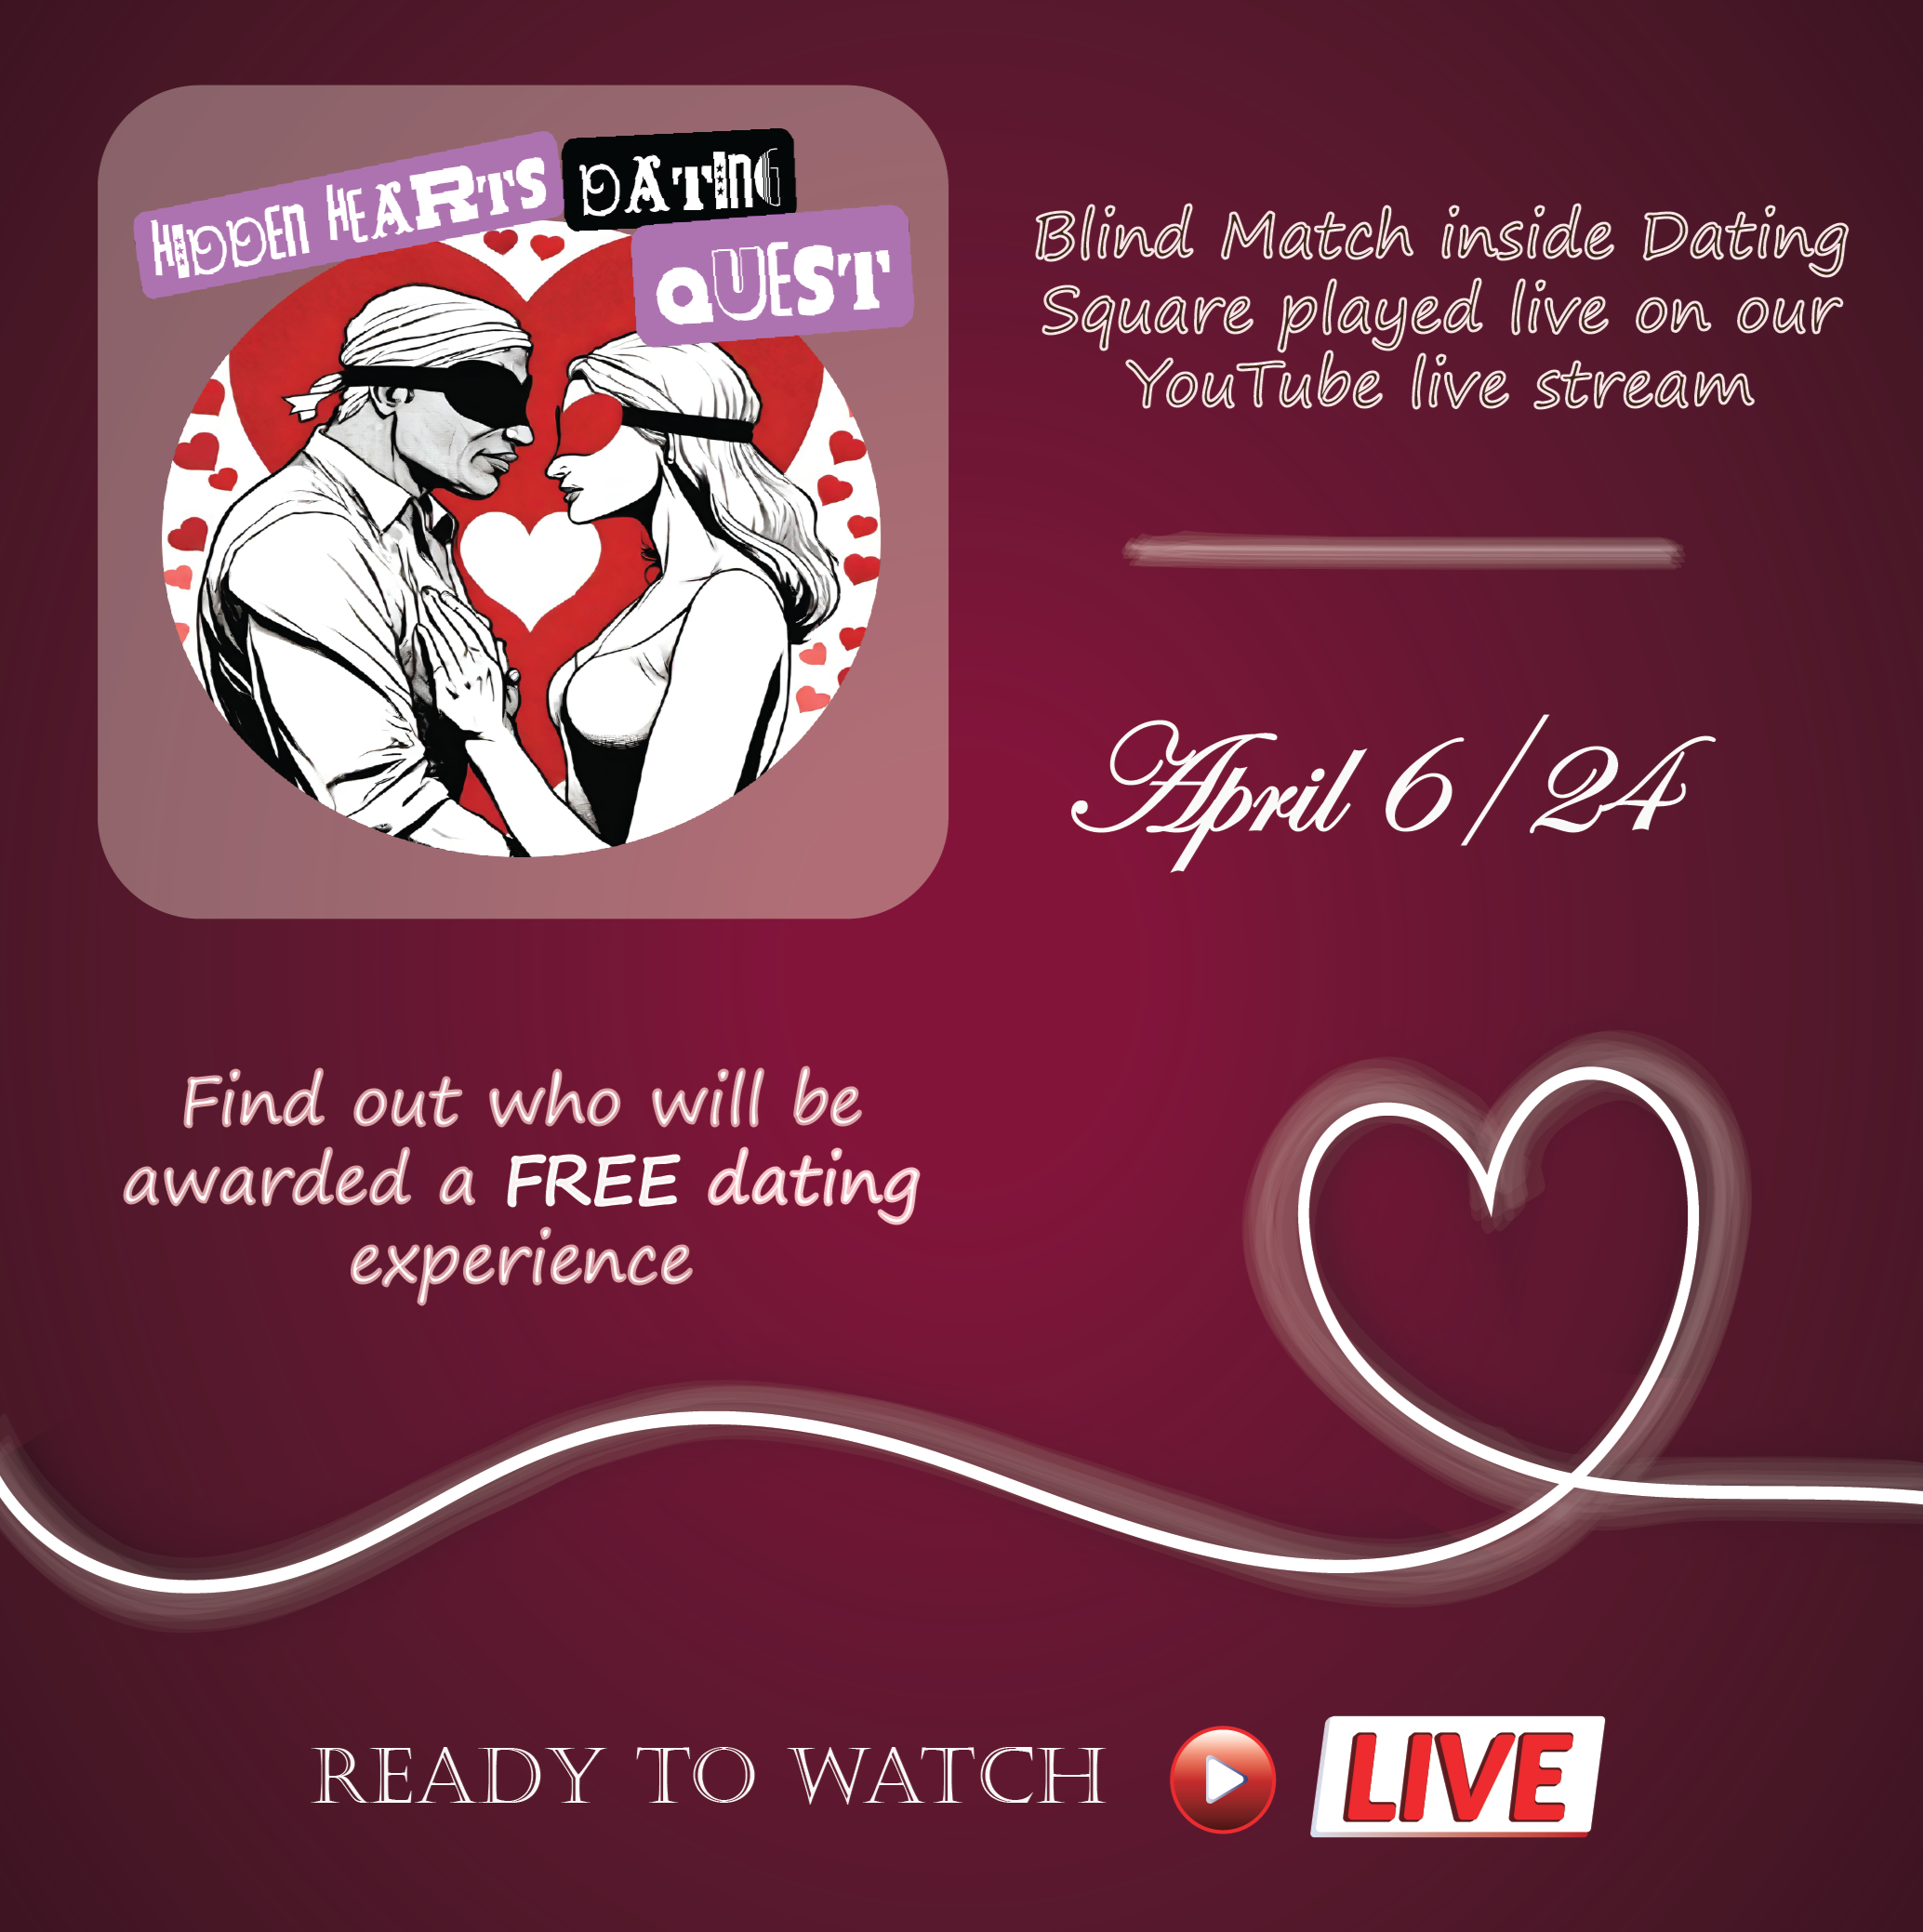 HIDDEN HEARTS DATING
QUEST
Blind Match inside Dating
Square played live on our
YouTube live stream
April 6/24
Find out who will be
awarded a FREE dating
experience
READY TO WATCH LIVE